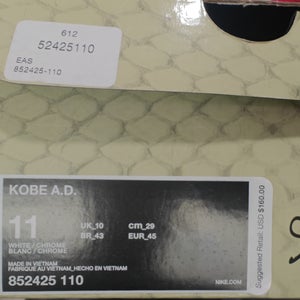 612
52425110
EAS
852425-110
KOBE A.D.
11
UK_10
cm_29
BR_43
EUR_45
WHITE / CHROME
BLANC / CHROME
MADE IN VIETNAM
FABRIQUE AU VIETNAM_HECHO EN VIETNAM
852425 110
NIKE.COM
Suggested Retail: USD $160.00